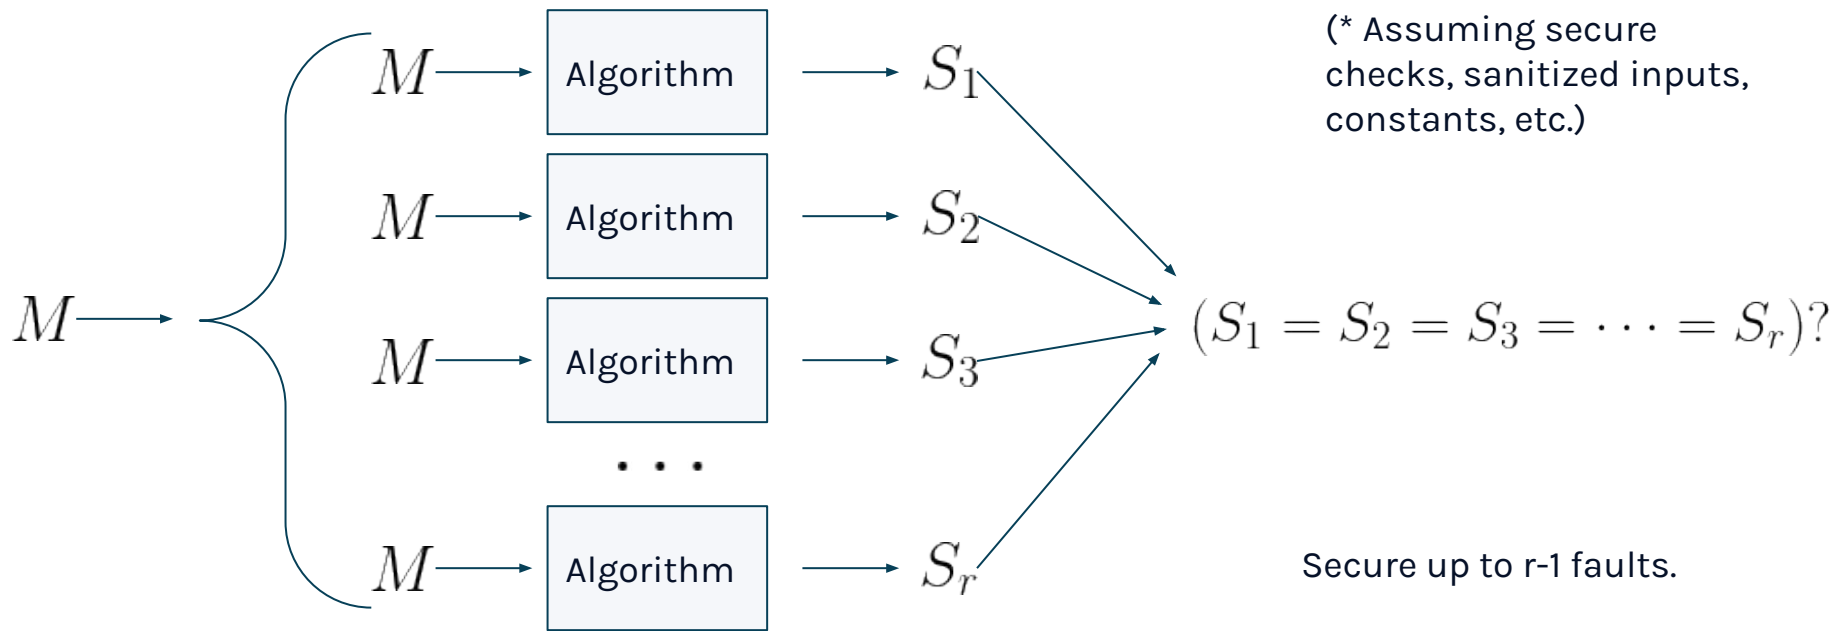 (* Assuming secure
checks, sanitized inputs,
constants, etc.)
M Algorithm S₁
M Algorithm S₂
M
M Algorithm S₃
(S₁ = S₂ = S₃ = ⋯ = Sᵣ)?
...
M Algorithm Sᵣ
Secure up to r-1 faults.